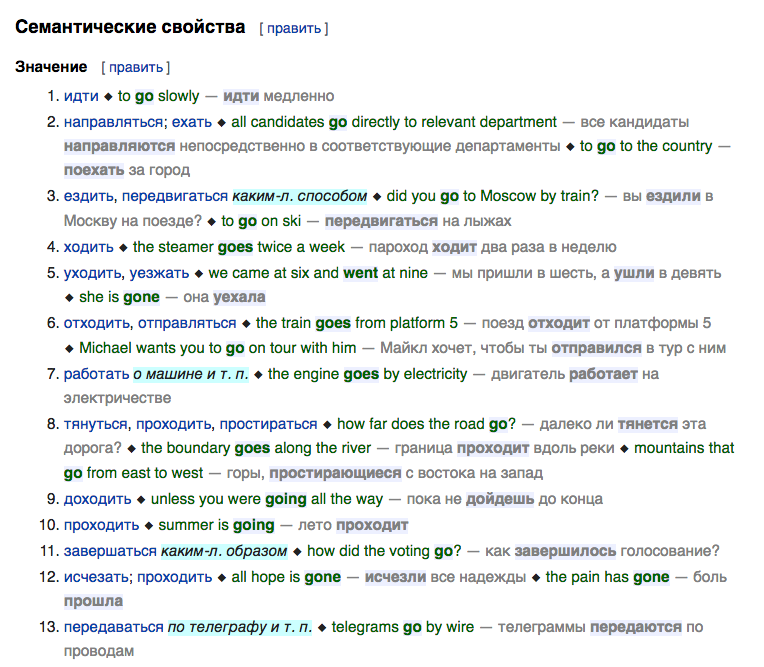 Семантические свойства [ править ]
Значение [ править ]
1. идти ◆ to go slowly — идти медленно
2. направляться; ехать ◆ all candidates go directly to relevant department — все кандидаты
направляются непосредственно в соответствующие департаменты ◆ to go to the country —
поехать за город
3. ездить, передвигаться каким-л. способом ◆ did you go to Moscow by train? — вы ездили в
Москву на поезде? ◆ to go on ski — передвигаться на лыжах
4. ходить ◆ the steamer goes twice a week — пароход ходит два раза в неделю
5. уходить, уезжать ◆ we came at six and went at nine — мы пришли в шесть, а ушли в девять
◆ she is gone — она уехала
6. отходить, отправляться ◆ the train goes from platform 5 — поезд отходит от платформы 5
◆ Michael wants you to go on tour with him — Майкл хочет, чтобы ты отправился в тур с ним
7. работать о машине и т. п. ◆ the engine goes by electricity — двигатель работает на
электричестве
8. тянуться, проходить, простираться ◆ how far does the road go? — далеко ли тянется эта
дорога? ◆ the boundary goes along the river — граница проходит вдоль реки ◆ mountains that
go from east to west — горы, простирающиеся с востока на запад
9. доходить ◆ unless you were going all the way — пока не дойдешь до конца
10. проходить ◆ summer is going — лето проходит
11. завершаться каким-л. образом ◆ how did the voting go? — как завершилось голосование?
12. исчезать; проходить ◆ all hope is gone — исчезли все надежды ◆ the pain has gone — боль
прошла
13. передаваться по телеграфу и т. п. ◆ telegrams go by wire — телеграммы передаются по
проводам